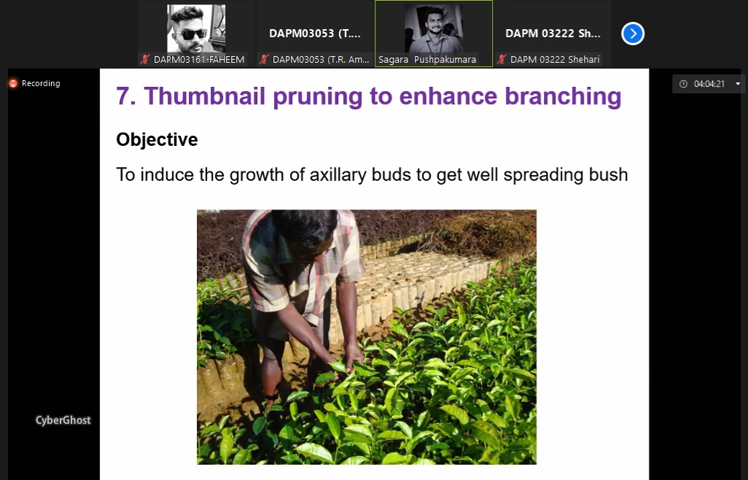 DAPM03053 (T....
DAPM 03222 Sh...
DAPM03161-FAHEEM
DAPM03053 (T.R. Am...
Sagara Pushpakumara
DAPM 03222 Shehari
Recording
04:04:21
7. Thumbnail pruning to enhance branching
Objective
To induce the growth of axillary buds to get well spreading bush
CyberGhost